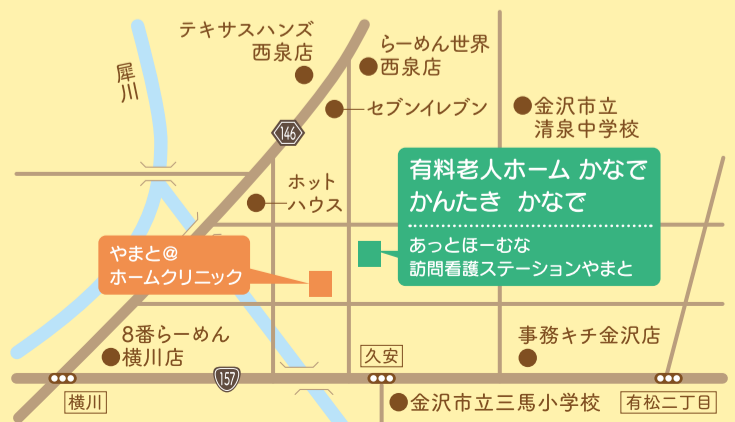 テキサスハンズ
西泉店
らーめん世界
西泉店
犀川
セブンイレブン
金沢市立
清泉中学校
146
ホット
ハウス
有料老人ホーム かなで
かんたき かなで
あっとほーむな
訪問看護ステーションやまと
やまと@
ホームクリニック
8番らーめん
横川店
久安
事務キチ金沢店
157
横川
金沢市立三馬小学校
有松二丁目